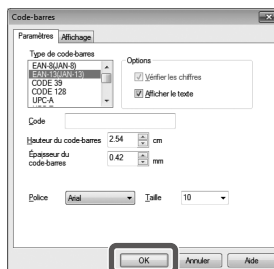 Code-barres
Paramètres Affichage
Type de code-barres
EAN-8(JAN-8)
EAN-13(JAN-13)
CODE 39
CODE 128
UPC-A
Options
Vérifier les chiffres
Afficher le texte
Code
Hauteur du code-barres 2.54 cm
Épaisseur du code-barres 0.42 mm
Police Arial Taille 10
OK Annuler Aide